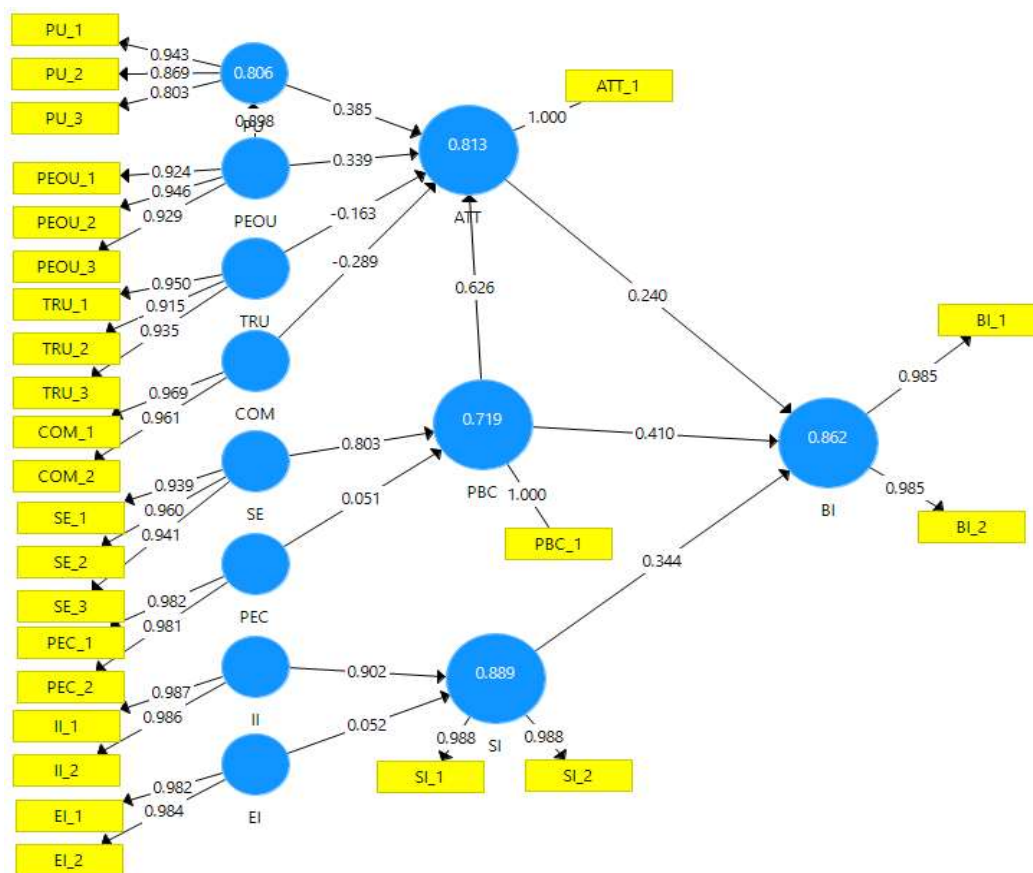 PU_1
0.943
PU_2
0.869
0.806
PU_3
0.803
PU
0.898
0.385
ATT_1
1.000
0.813
ATT
PEOU_1
0.924
0.339
PEOU_2
0.946
0.929
PEOU
PEOU_3
-0.163
TRU_1
0.950
-0.289
TRU_2
0.915
0.935
TRU
TRU_3
0.626
0.240
COM_1
0.969
0.961
COM
COM_2
BI_1
0.985
0.719
PBC
0.803
0.410
0.862
BI
SE_1
0.939
0.960
SE
SE_2
0.941
0.051
1.000
PBC_1
0.985
BI_2
SE_3
PEC_1
0.982
0.981
PEC
PEC_2
0.344
II_1
0.987
0.986
II
II_2
0.902
0.889
SI
0.052
0.988
0.988
SI_1
SI_2
EI_1
0.982
0.984
EI
EI_2